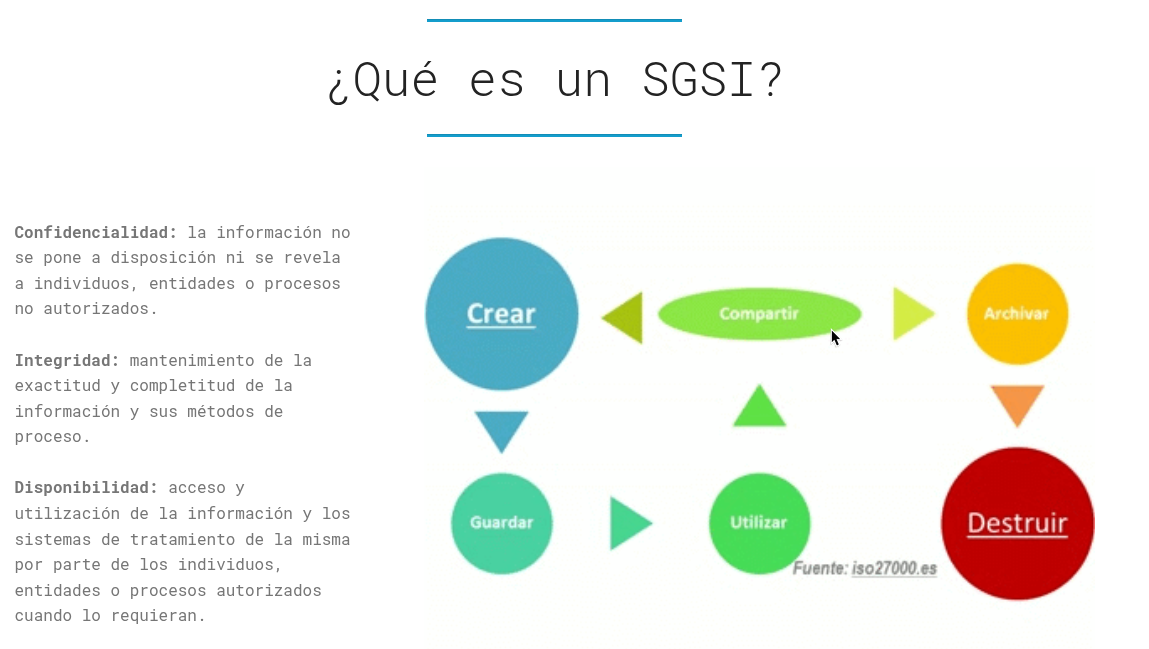 ¿Qué es un SGSI?
Confidencialidad: la información no
se pone a disposición ni se revela
a individuos, entidades o procesos
no autorizados.
Integridad: mantenimiento de la
exactitud y completitud de la
información y sus métodos de
proceso.
Disponibilidad: acceso y
utilización de la información y los
sistemas de tratamiento de la misma
por parte de los individuos,
entidades o procesos autorizados
cuando lo requieran.
Crear
Compartir
Archivar
Guardar
Utilizar
Destruir
Fuente: iso27000.es